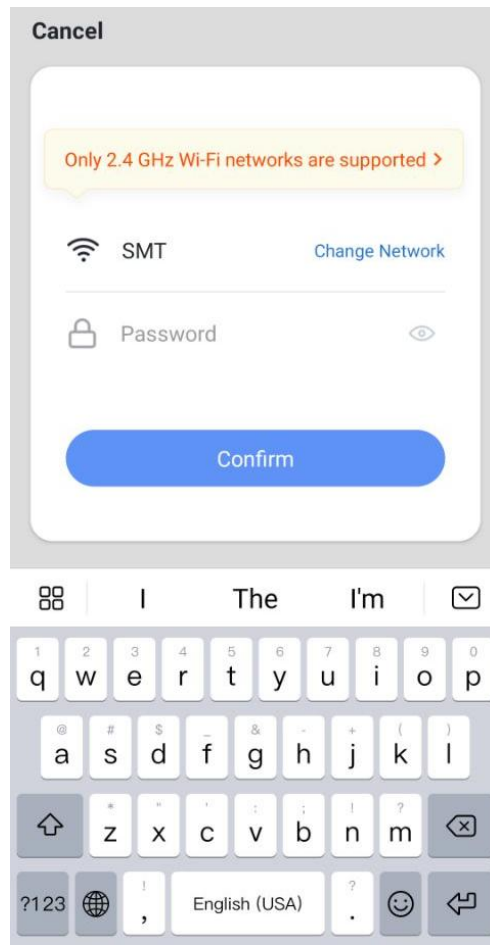 Cancel
Only 2.4 GHz Wi-Fi networks are supported >
SMT Change Network
Password
Confirm
I The I'm
1 2 3 4 5 6 7 8 9 0
q w e r t y u i o p
@ # $ _ & - + ( )
a s d f g h j k l
* " ' : ; ! ?
z x c v b n m
! ?
?123 , English (USA) .